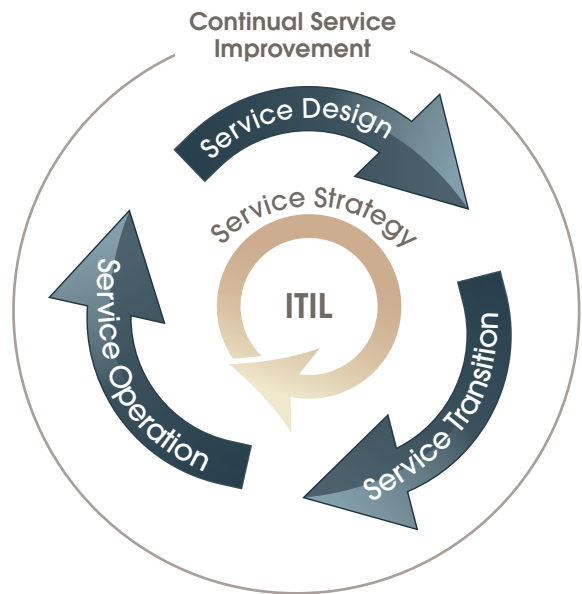 Continual Service
Improvement
Service Design
Service Strategy
ITIL
Service Transition
Service Operation